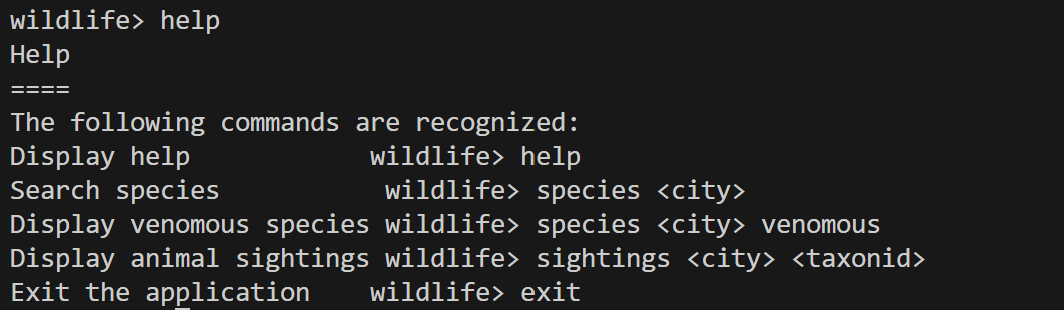 wildlife> help
Help
====
The following commands are recognized:
Display help            wildlife> help
Search species           wildlife> species <city>
Display venomous species wildlife> species <city> venomous
Display animal sightings wildlife> sightings <city> <taxonid>
Exit the application    wildlife> exit